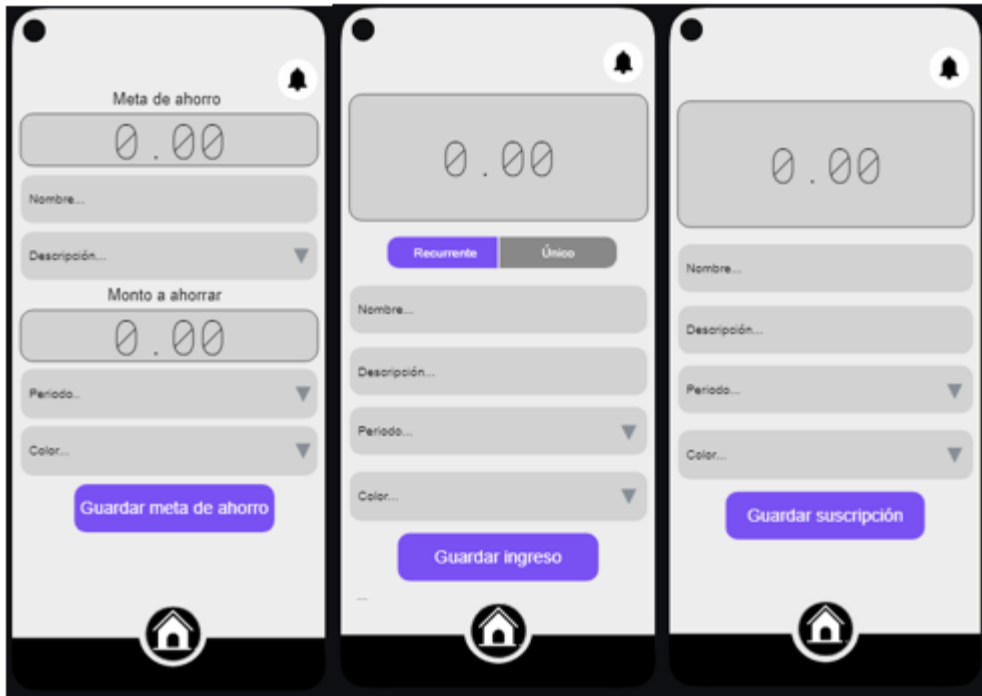 Meta de ahorro
0.00
Nombre...
Descripción...
Monto a ahorrar
0.00
Periodo...
Color...
Guardar meta de ahorro
0.00
Recurrente Único
Nombre...
Descripción...
Periodo...
Color...
Guardar ingreso
...
0.00
Nombre...
Descripción...
Periodo...
Color...
Guardar suscripción